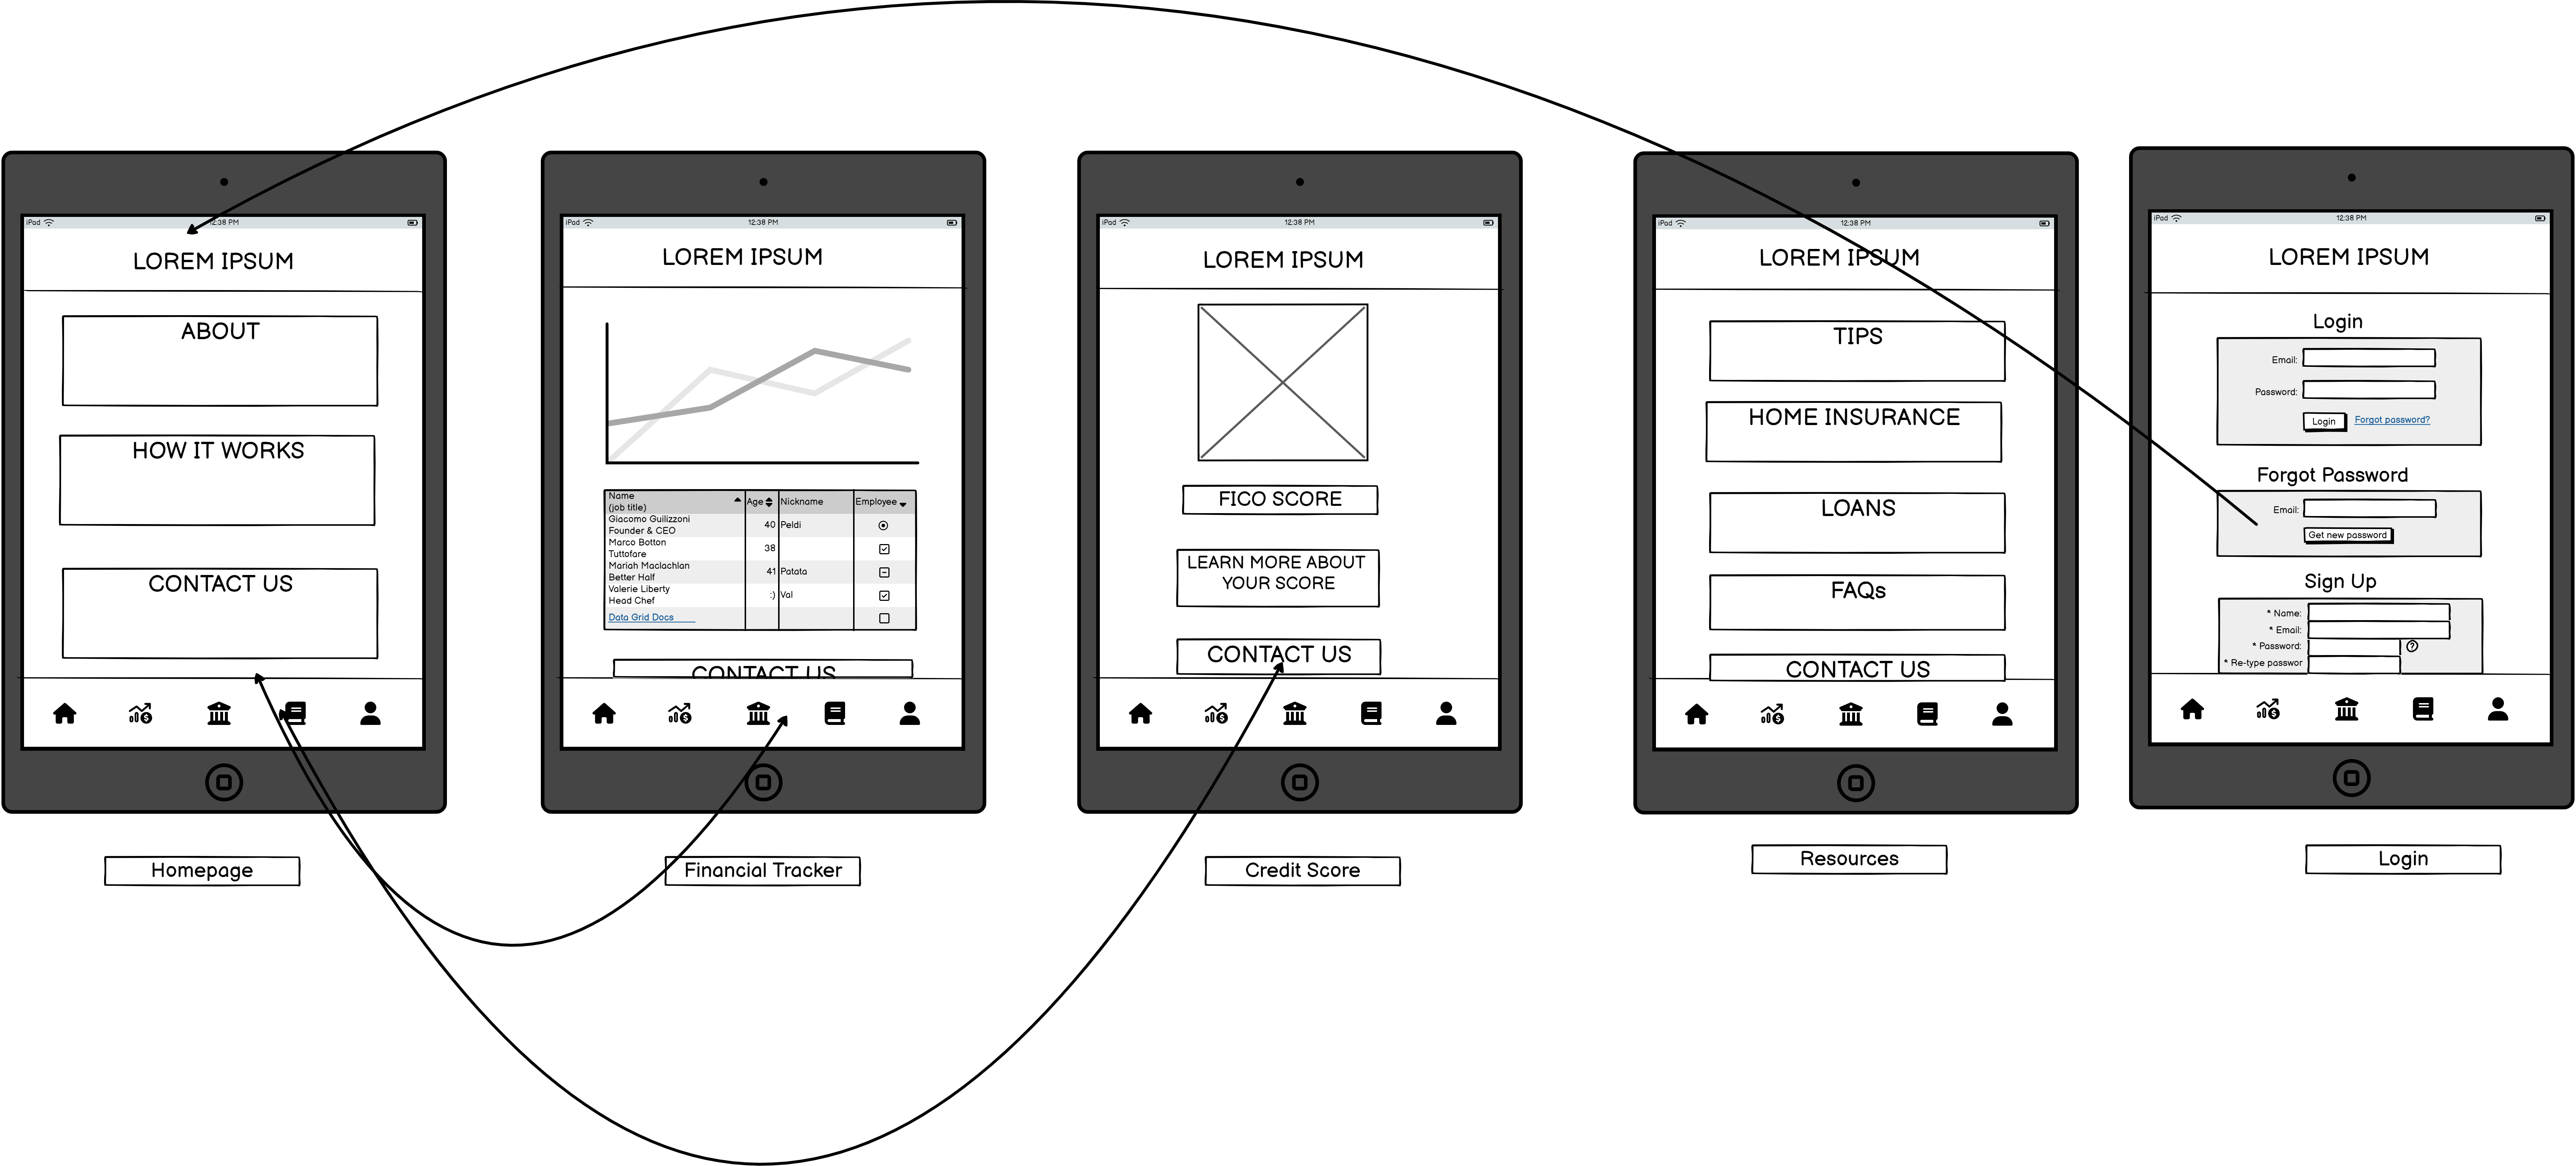 iPad 12:38 PM
LOREM IPSUM
ABOUT
HOW IT WORKS
CONTACT US
Homepage
iPad 12:38 PM
LOREM IPSUM
Name
(job title) Age Nickname Employee
Giacomo Guilizzoni
Founder & CEO 40 Peldi
Marco Botton
Tuttofare 38
Mariah Maclachlan
Better Half 41 Patata
Valerie Liberty
Head Chef :) Val
Data Grid Docs
CONTACT US
Financial Tracker
iPad 12:38 PM
LOREM IPSUM
FICO SCORE
LEARN MORE ABOUT
YOUR SCORE
CONTACT US
Credit Score
iPad 12:38 PM
LOREM IPSUM
TIPS
HOME INSURANCE
LOANS
FAQs
CONTACT US
Resources
iPad 12:38 PM
LOREM IPSUM
Login
Email:
Password:
Login Forgot password?
Forgot Password
Email:
Get new password
Sign Up
* Name:
* Email:
* Password: ?
* Re-type passwor
Login